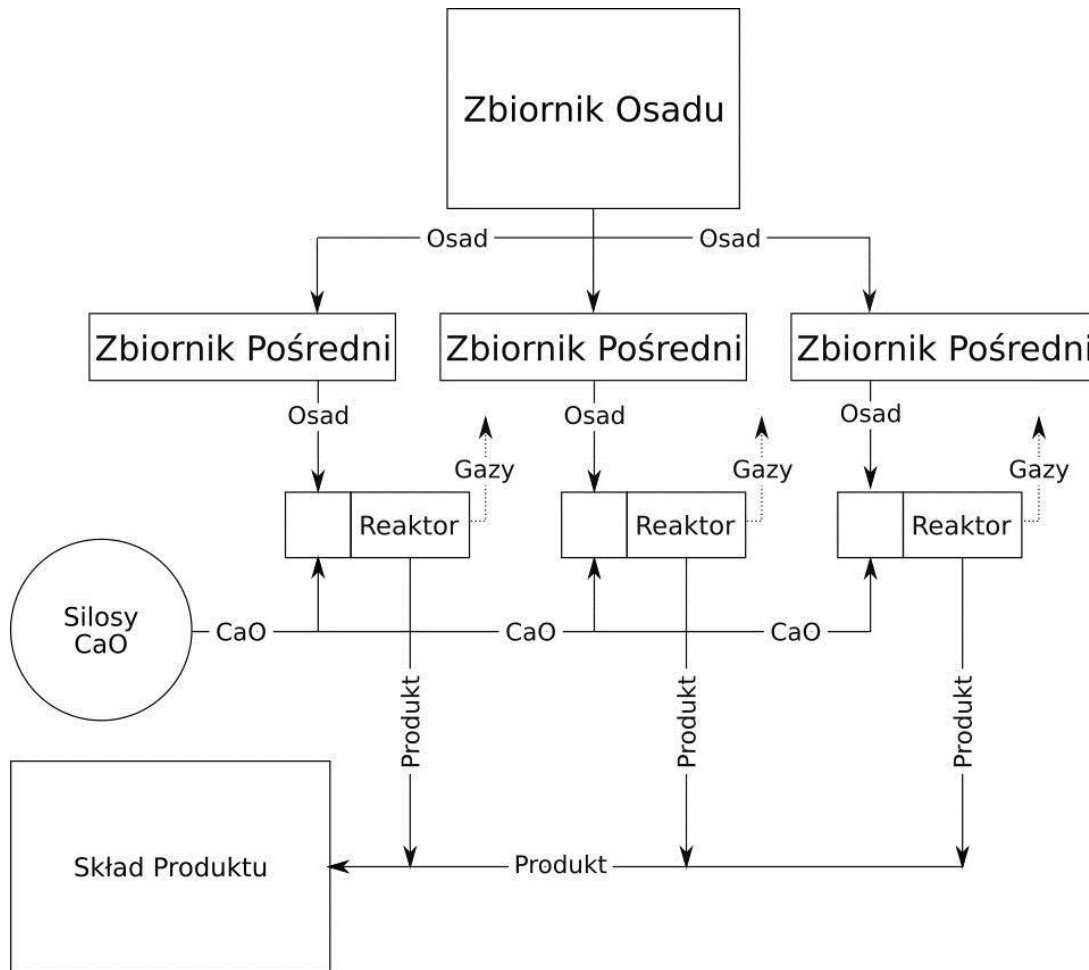 Zbiornik Osadu
Osad
Osad
Zbiornik Pośredni
Zbiornik Pośredni
Zbiornik Pośredni
Osad
Osad
Osad
Gazy
Gazy
Gazy
Reaktor
Reaktor
Reaktor
Silosy
CaO
CaO
CaO
CaO
Produkt
Produkt
Produkt
Skład Produktu
Produkt